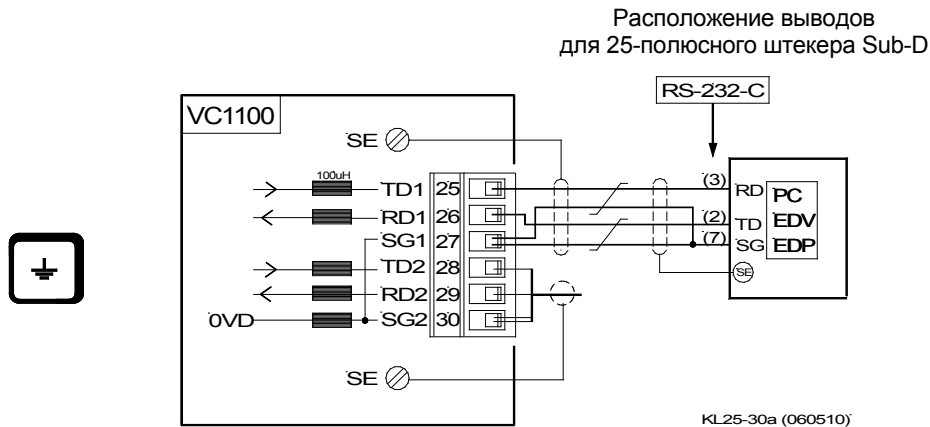 Расположение выводов
для 25-полюсного штекера Sub-D
RS-232-C
VC1100
SE
100uH
TD1 25 (3) RD PC
RD1 26 (2) TD EDV
SG1 27 (7) SG EDP
TD2 28 SE
RD2 29
0VD SG2 30
SE
KL25-30a (060510)